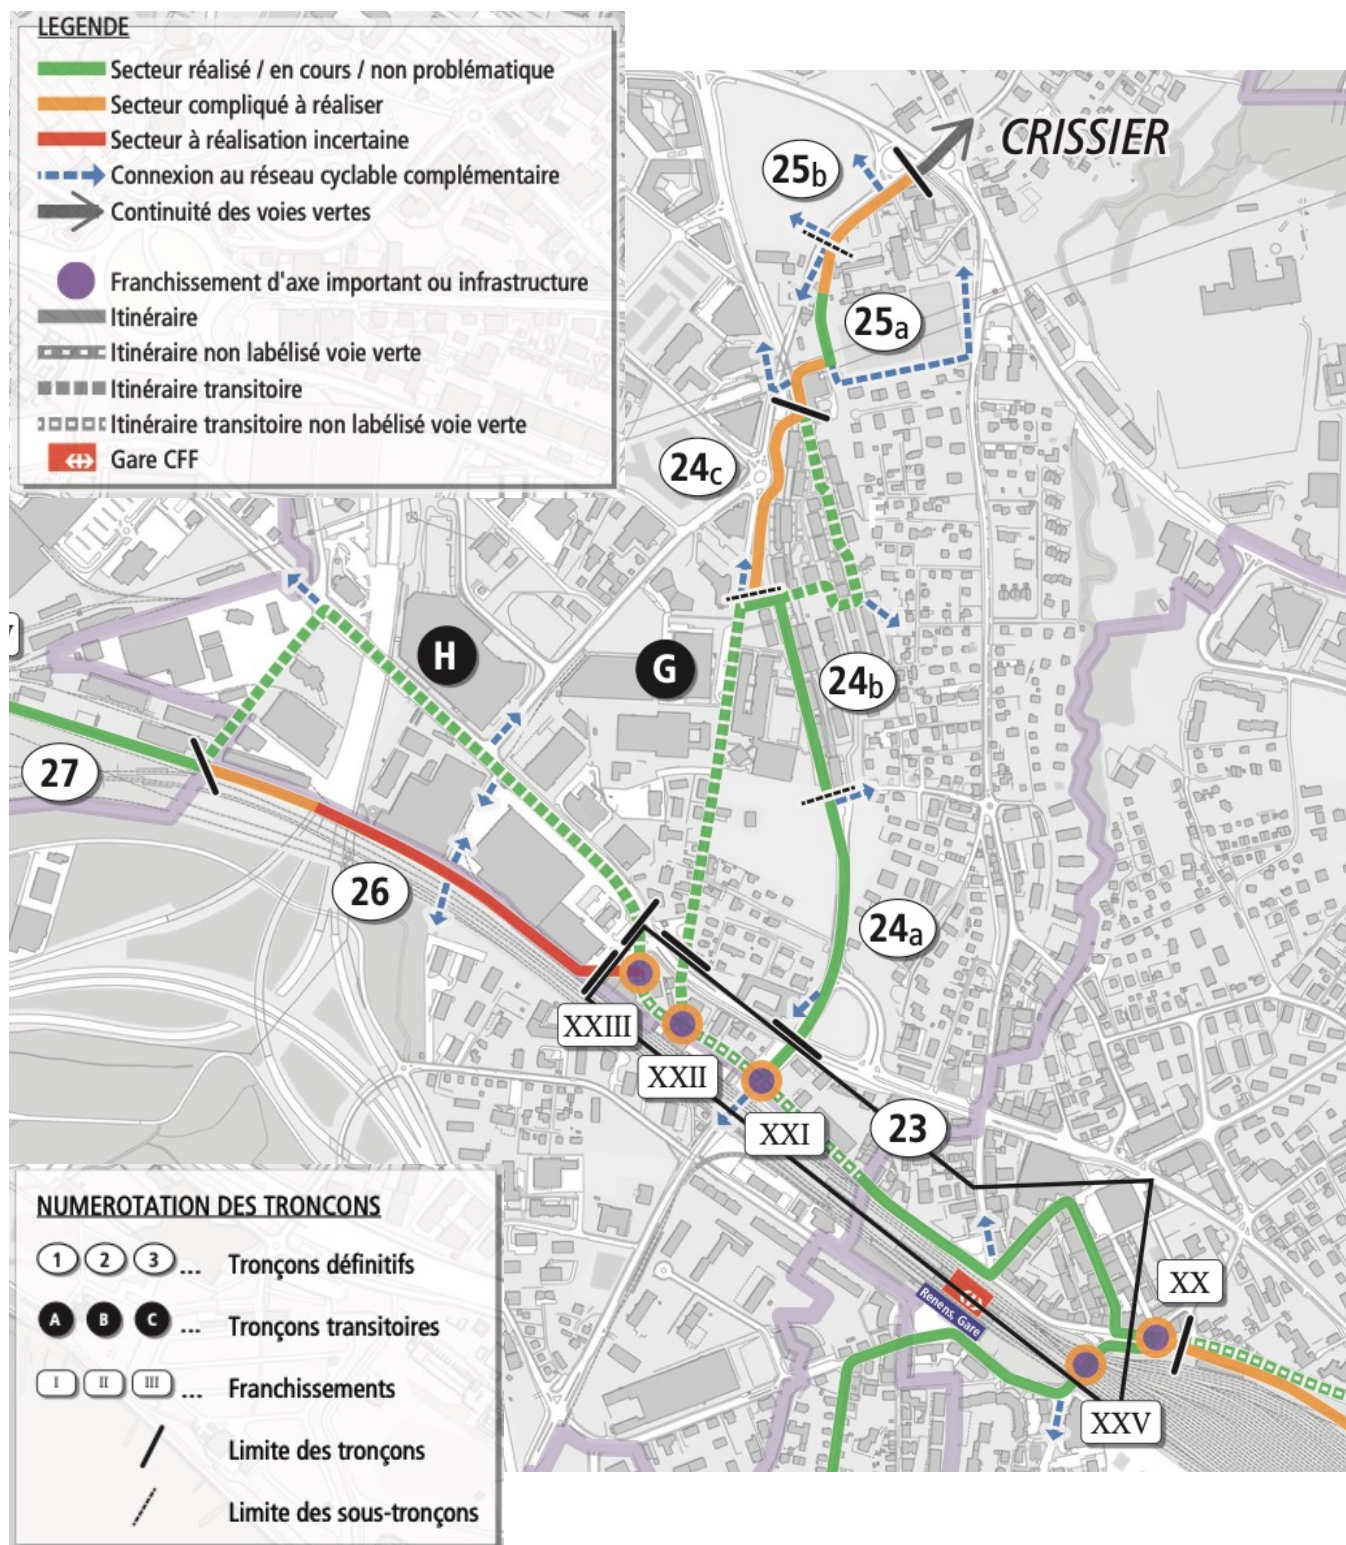 LEGENDE
Secteur réalisé / en cours / non problématique
Secteur compliqué à réaliser
Secteur à réalisation incertaine
Connexion au réseau cyclable complémentaire
Continuité des voies vertes
Franchissement d'axe important ou infrastructure
Itinéraire
Itinéraire non labélisé voie verte
Itinéraire transitoire
Itinéraire transitoire non labélisé voie verte
Gare CFF
CRISSIER
25b
25a
24c
H
G
24b
27
26
24a
XXIII
XXII
XXI
23
XX
Renens, Gare
XXV
NUMEROTATION DES TRONCONS
1 2 3 ... Tronçons définitifs
A B C ... Tronçons transitoires
I II III ... Franchissements
Limite des tronçons
Limite des sous-tronçons